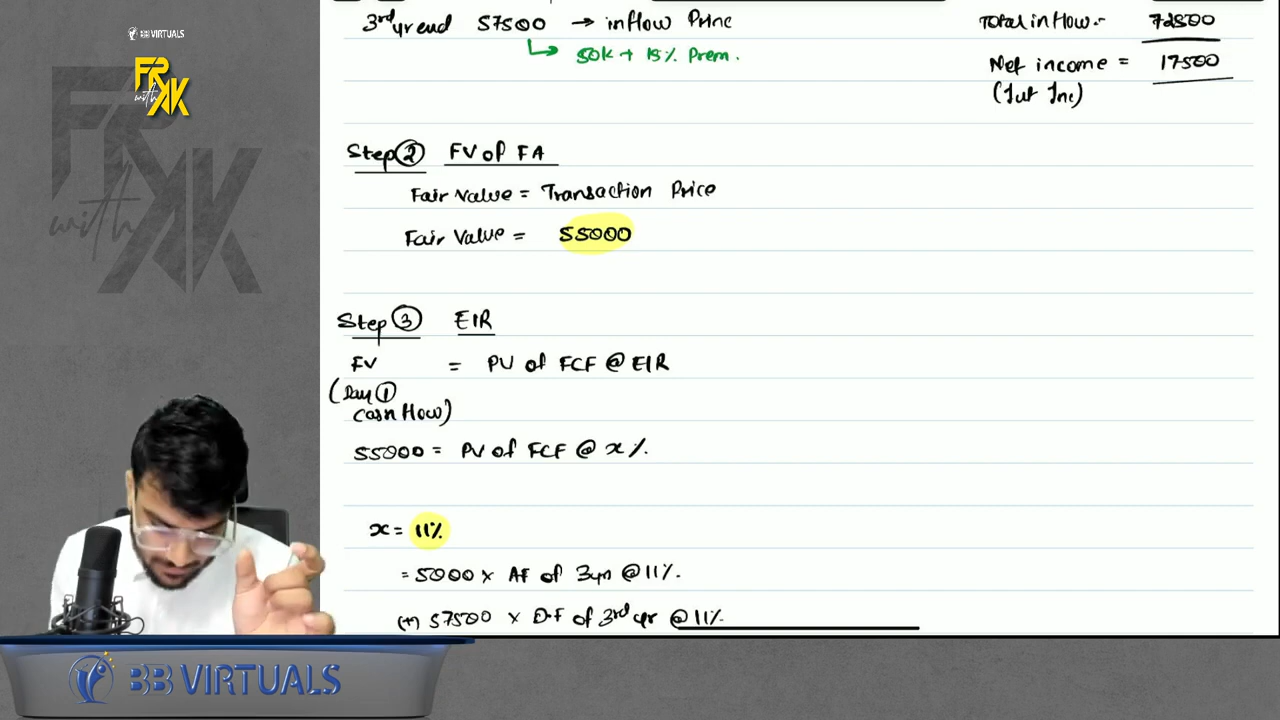 BB VIRTUALS
FR
with
AK
FR
with
AK
3rd yr end 57500 → inflow Princ
50k + 15% Prem.
Total inflow:- 72500
Net income = 17500
(Int Inc)
Step ② FV of FA
Fair Value = Transaction Price
Fair Value = 55000
Step ③ EIR
FV = PV of FCF @ EIR
(Day ①
cash flow)
55000 = PV of FCF @ x%.
x = 11%
= 5000 × AF of 3yrs @ 11%.
(+) 57500 × DF of 3rd yr @ 11%
BB VIRTUALS